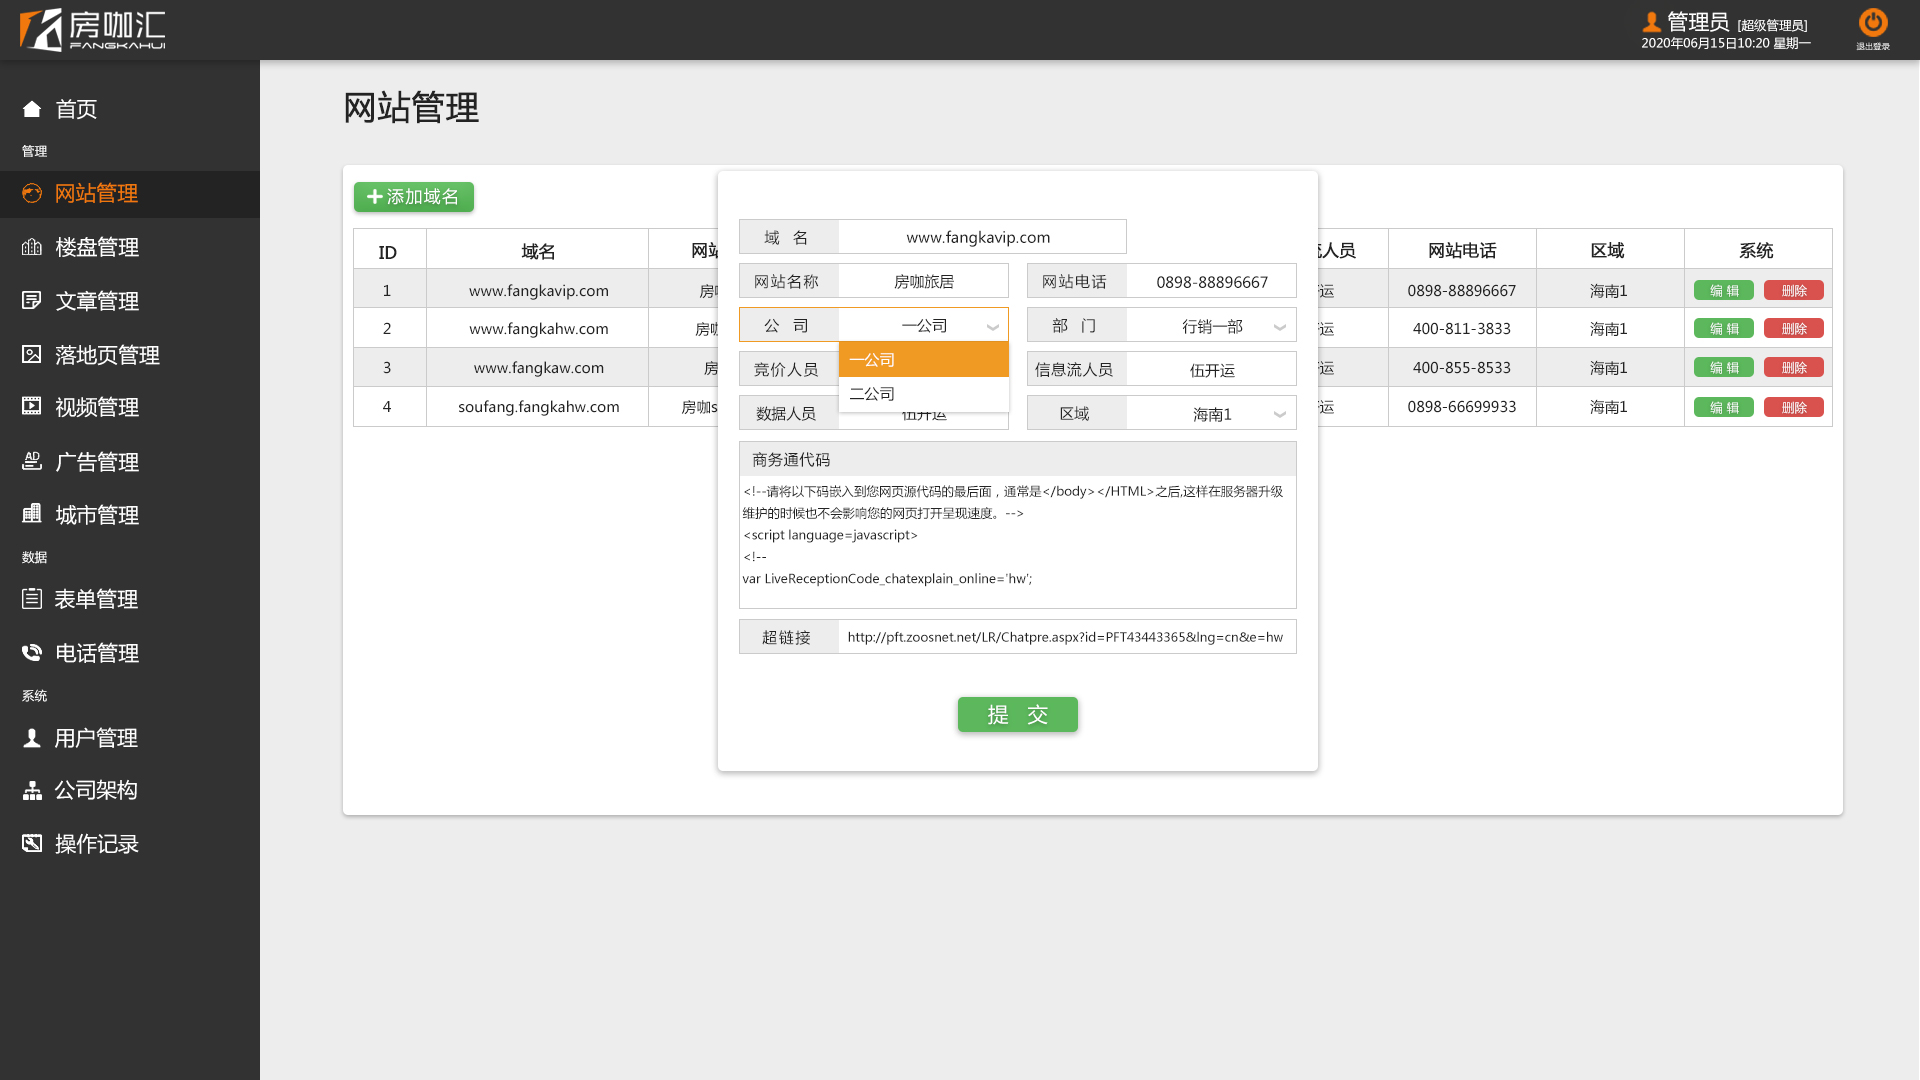 房咖汇
FANGKAHUI
管理员 [超级管理员]
2020年06月15日10:20 星期一
退出登录
首页
管理
网站管理
楼盘管理
文章管理
落地页管理
视频管理
广告管理
城市管理
数据
表单管理
电话管理
系统
用户管理
公司架构
操作记录
网站管理
添加域名
ID 域名 网站 人员 网站电话 区域 系统
1 www.fangkavip.com 房 运 0898-88896667 海南1 编 辑 删除
2 www.fangkahw.com 房咖 运 400-811-3833 海南1 编 辑 删除
3 www.fangkaw.com 房 运 400-855-8533 海南1 编 辑 删除
4 soufang.fangkahw.com 房咖s 运 0898-66699933 海南1 编 辑 删除
域 名 www.fangkavip.com
网站名称 房咖旅居 网站电话 0898-88896667
公 司 一公司 部 门 行销一部
一公司
二公司
竞价人员 信息流人员 伍开运
数据人员 伍开运 区域 海南1
商务通代码
<!--请将以下码嵌入到您网页源代码的最后面，通常是</body></HTML>之后,这样在服务器升级
维护的时候也不会影响您的网页打开呈现速度。-->
<script language=javascript>
<!--
var LiveReceptionCode_chatexplain_online='hw';
超链接 http://pft.zoosnet.net/LR/Chatpre.aspx?id=PFT43443365&lng=cn&e=hw
提 交